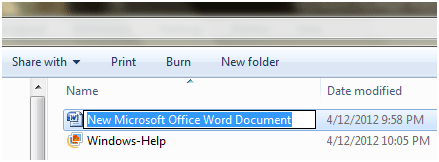 Share with Print Burn New folder
Name Date modified
New Microsoft Office Word Document 4/12/2012 9:58 PM
Windows-Help 4/12/2012 10:05 PM